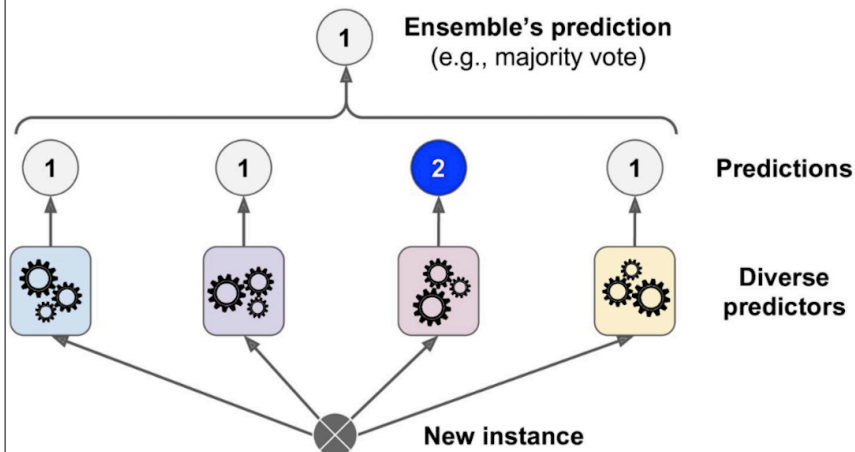 1
Ensemble's prediction
(e.g., majority vote)
1 1 2 1 Predictions
Diverse
predictors
New instance